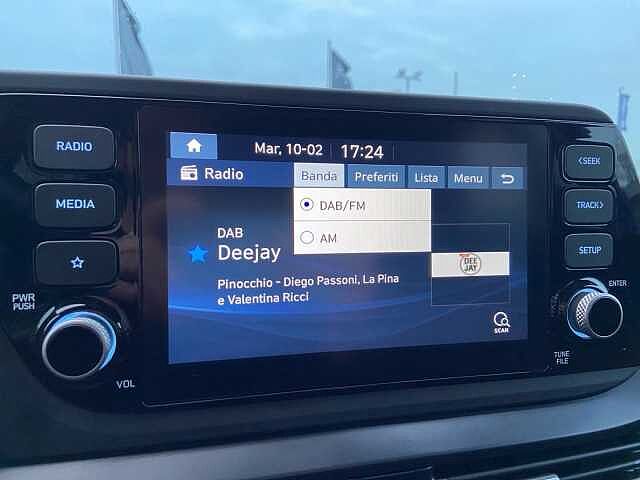 Mar, 10-02 | 17:24
RADIO
Radio
Banda
Preferiti
Lista
Menu
<SEEK
MEDIA
DAB/FM
TRACK>
AM
DAB
Deejay
DEE
JAY
SETUP
Pinocchio - Diego Passoni, La Pina
e Valentina Ricci
PWR
PUSH
ENTER
SCAN
VOL
TUNE
FILE